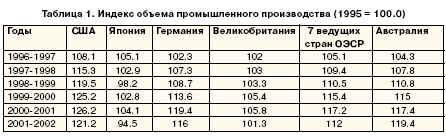 Таблица 1. Индекс объема промышленного производства (1995 = 100.0)
Годы США Япония Германия Великобритания 7 ведущих стран ОЭСР Австралия
1996-1997 108.1 105.1 102.3 102 105.1 104.3
1997-1998 115.3 102.9 107.3 103 109.4 107.8
1998-1999 119.5 98.2 108.7 103.3 110.5 110.8
1999-2000 125.2 102.8 113.6 105.4 115.4 115
2000-2001 126.2 104.1 119.4 105.8 117.2 117.4
2001-2002 121.2 94.5 116 101.3 112 119.4